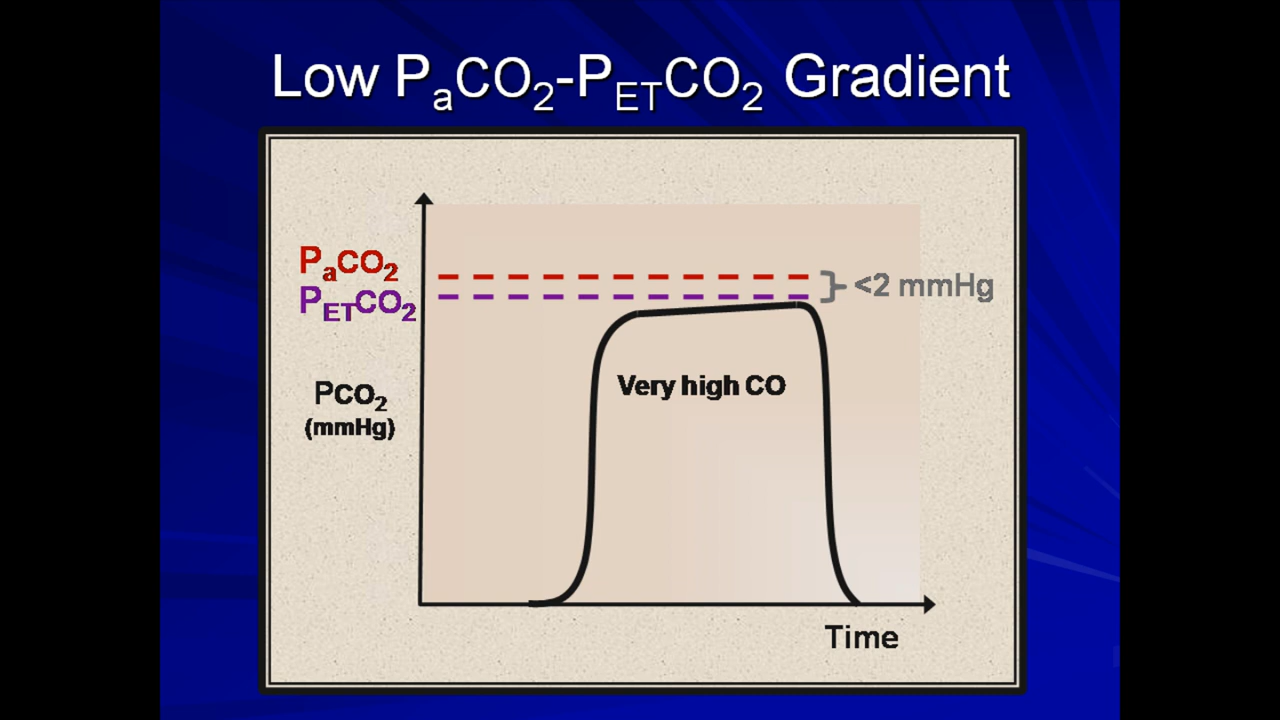 Low PaCO2-PETCO2 Gradient
PaCO2
PETCO2
<2 mmHg
Very high CO
PCO2
(mmHg)
Time